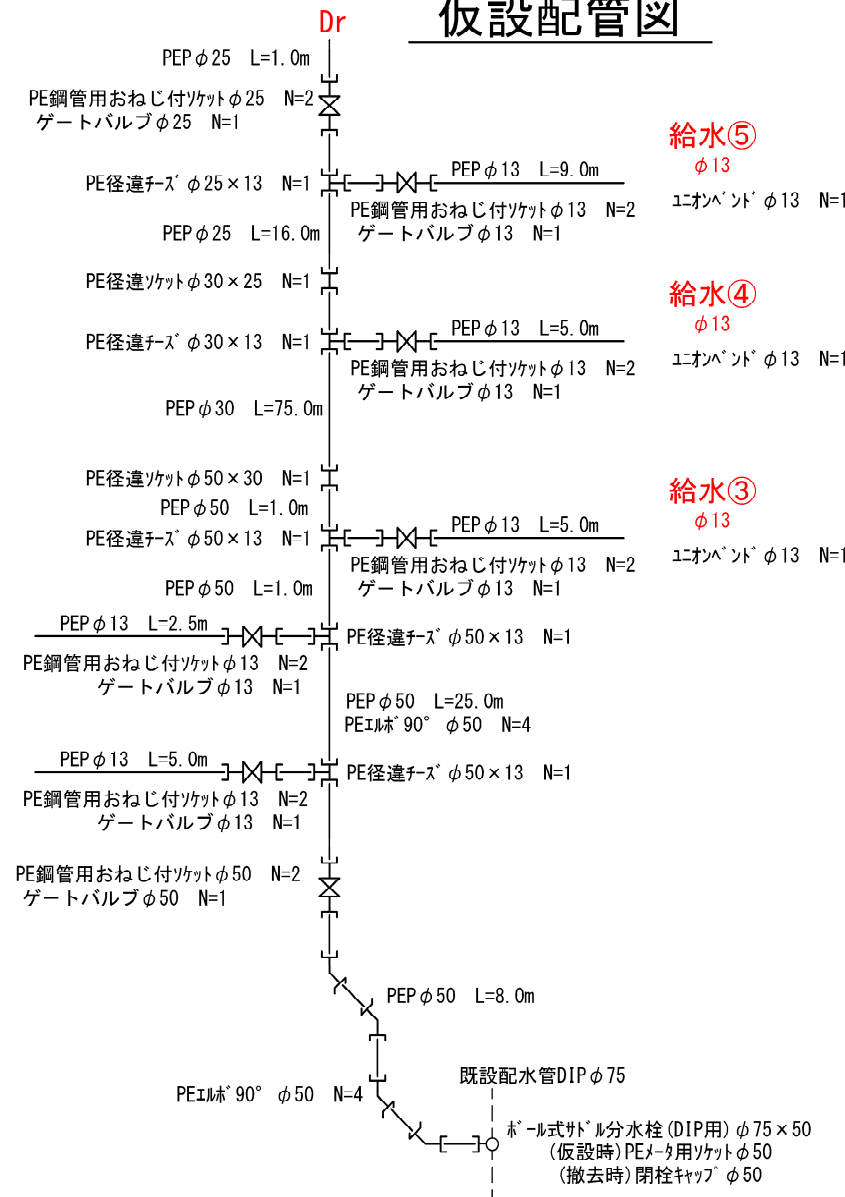 仮設配管図
Dr
PEPφ25 L=1.0m
PE鋼管用おねじ付ソケットφ25 N=2
ゲートバルブφ25 N=1
給水⑤
φ13
ユニオンベンドφ13 N=1
PEPφ13 L=9.0m
PE径違チーズφ25×13 N=1
PE鋼管用おねじ付ソケットφ13 N=2
ゲートバルブφ13 N=1
PEPφ25 L=16.0m
PE径違ソケットφ30×25 N=1
給水④
φ13
ユニオンベンドφ13 N=1
PEPφ13 L=5.0m
PE径違チーズφ30×13 N=1
PE鋼管用おねじ付ソケットφ13 N=2
ゲートバルブφ13 N=1
PEPφ30 L=75.0m
PE径違ソケットφ50×30 N=1
PEPφ50 L=1.0m
給水③
φ13
ユニオンベンドφ13 N=1
PEPφ13 L=5.0m
PE径違チーズφ50×13 N=1
PE鋼管用おねじ付ソケットφ13 N=2
ゲートバルブφ13 N=1
PEPφ50 L=1.0m
PEPφ13 L=2.5m
PE径違チーズφ50×13 N=1
PE鋼管用おねじ付ソケットφ13 N=2
ゲートバルブφ13 N=1
PEPφ50 L=25.0m
PEエルボ90° φ50 N=4
PEPφ13 L=5.0m
PE径違チーズφ50×13 N=1
PE鋼管用おねじ付ソケットφ13 N=2
ゲートバルブφ13 N=1
PE鋼管用おねじ付ソケットφ50 N=2
ゲートバルブφ50 N=1
PEPφ50 L=8.0m
PEエルボ90° φ50 N=4
既設配水管DIPφ75
ボール式サドル分水栓(DIP用)φ75×50
(仮設時)PEメータ用ソケットφ50
(撤去時)閉栓キャップφ50